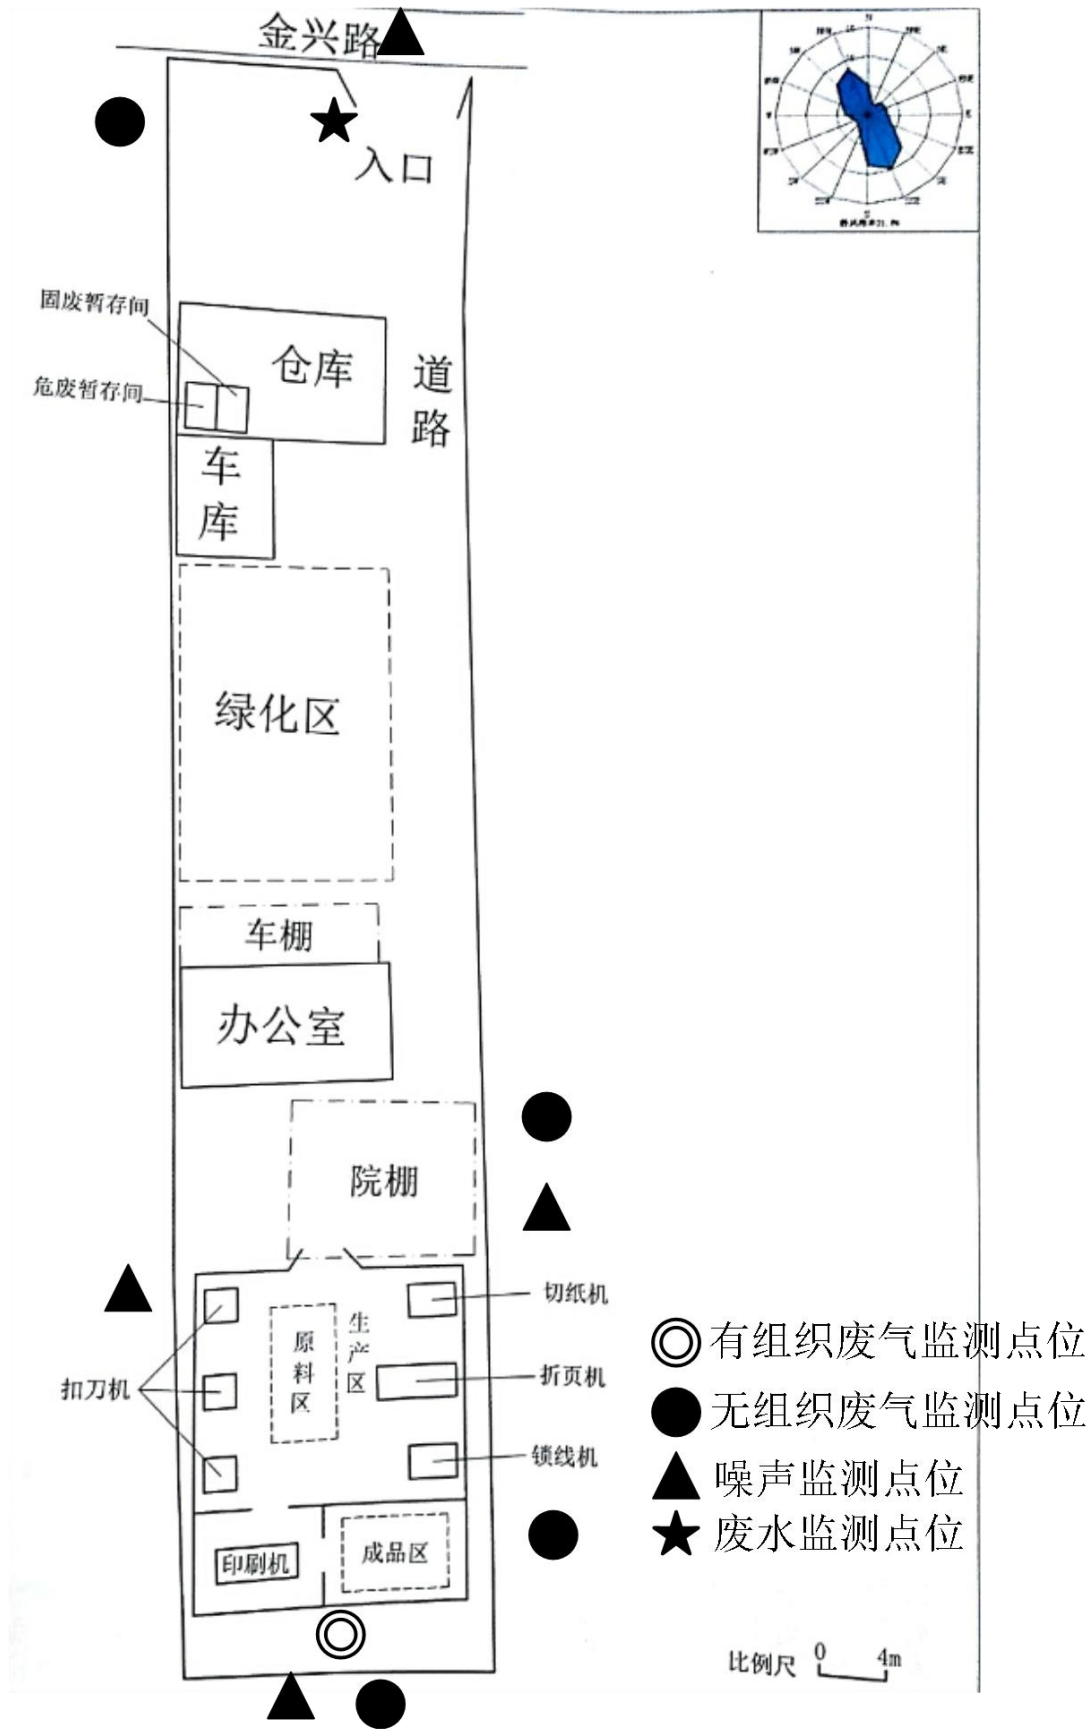 金兴路
入口
固废暂存间
仓库
道路
危废暂存间
车库
绿化区
车棚
办公室
院棚
切纸机
生产区
原料区
折页机
扣刀机
锁线机
印刷机
成品区
有组织废气监测点位
无组织废气监测点位
噪声监测点位
废水监测点位
比例尺
0
4m